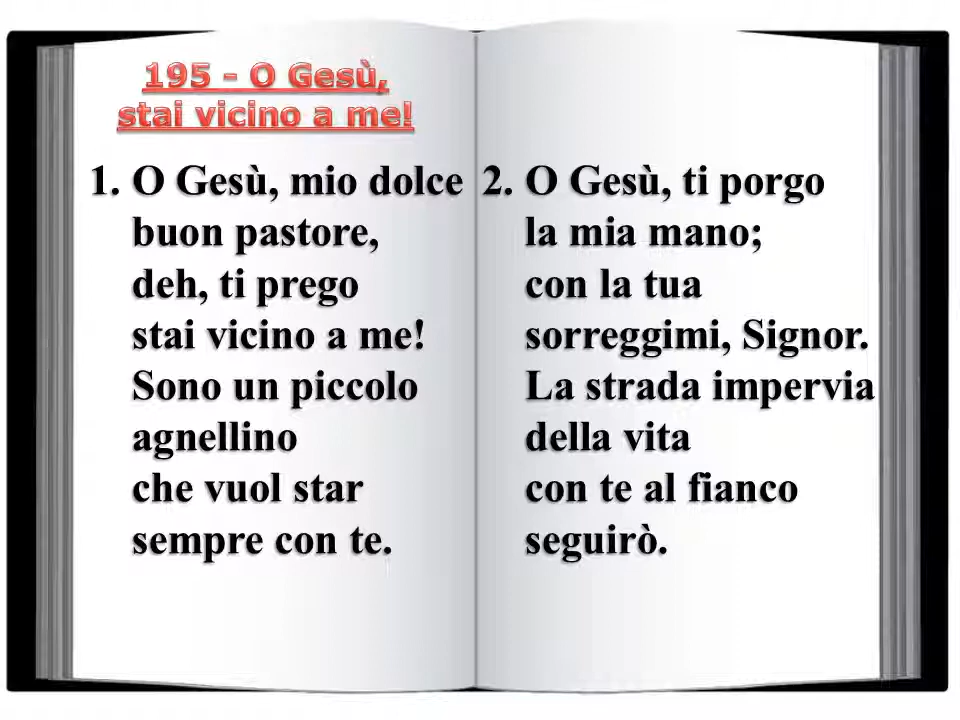 195 - O Gesù,
stai vicino a me!
1. O Gesù, mio dolce
buon pastore,
deh, ti prego
stai vicino a me!
Sono un piccolo
agnellino
che vuol star
sempre con te.
2. O Gesù, ti porgo
la mia mano;
con la tua
sorreggimi, Signor.
La strada impervia
della vita
con te al fianco
seguirò.